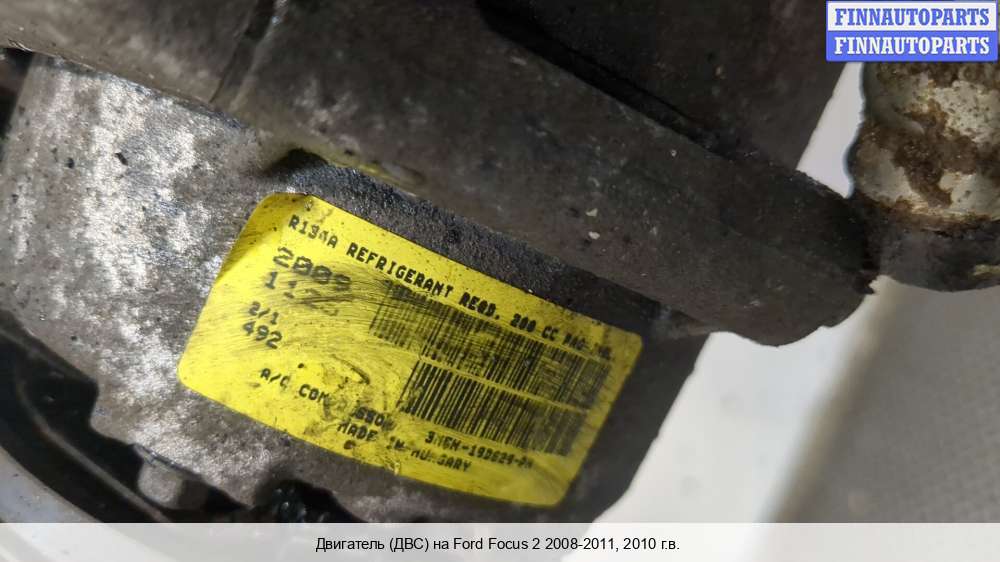 FINNAUTOPARTS
FINNAUTOPARTS
R134A REFRIGERANT REQD. 200 CC PAG
2/1
492
A/C
MADE IN HUNGARY
Двигатель (ДВС) на Ford Focus 2 2008-2011, 2010 г.в.